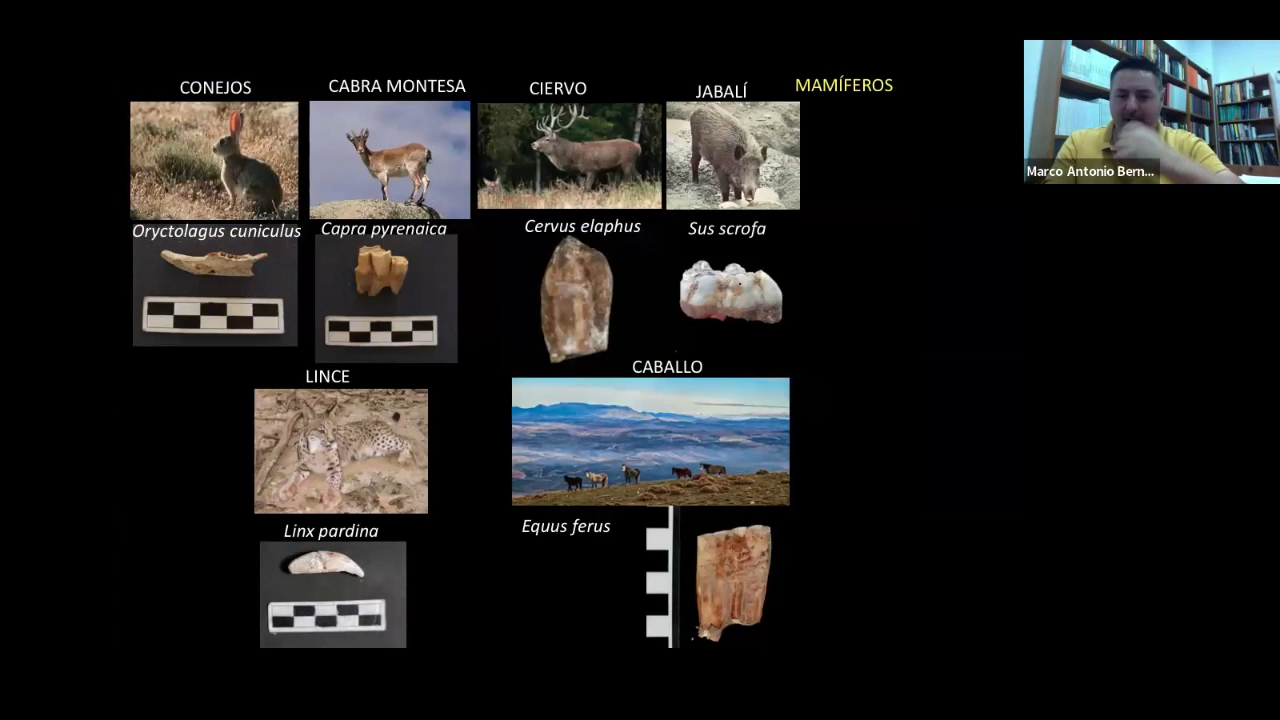 CONEJOS
CABRA MONTESA
CIERVO
JABALÍ
MAMÍFEROS
Oryctolagus cuniculus
Capra pyrenaica
Cervus elaphus
Sus scrofa
LINCE
CABALLO
Linx pardina
Equus ferus
Marco Antonio Bern...